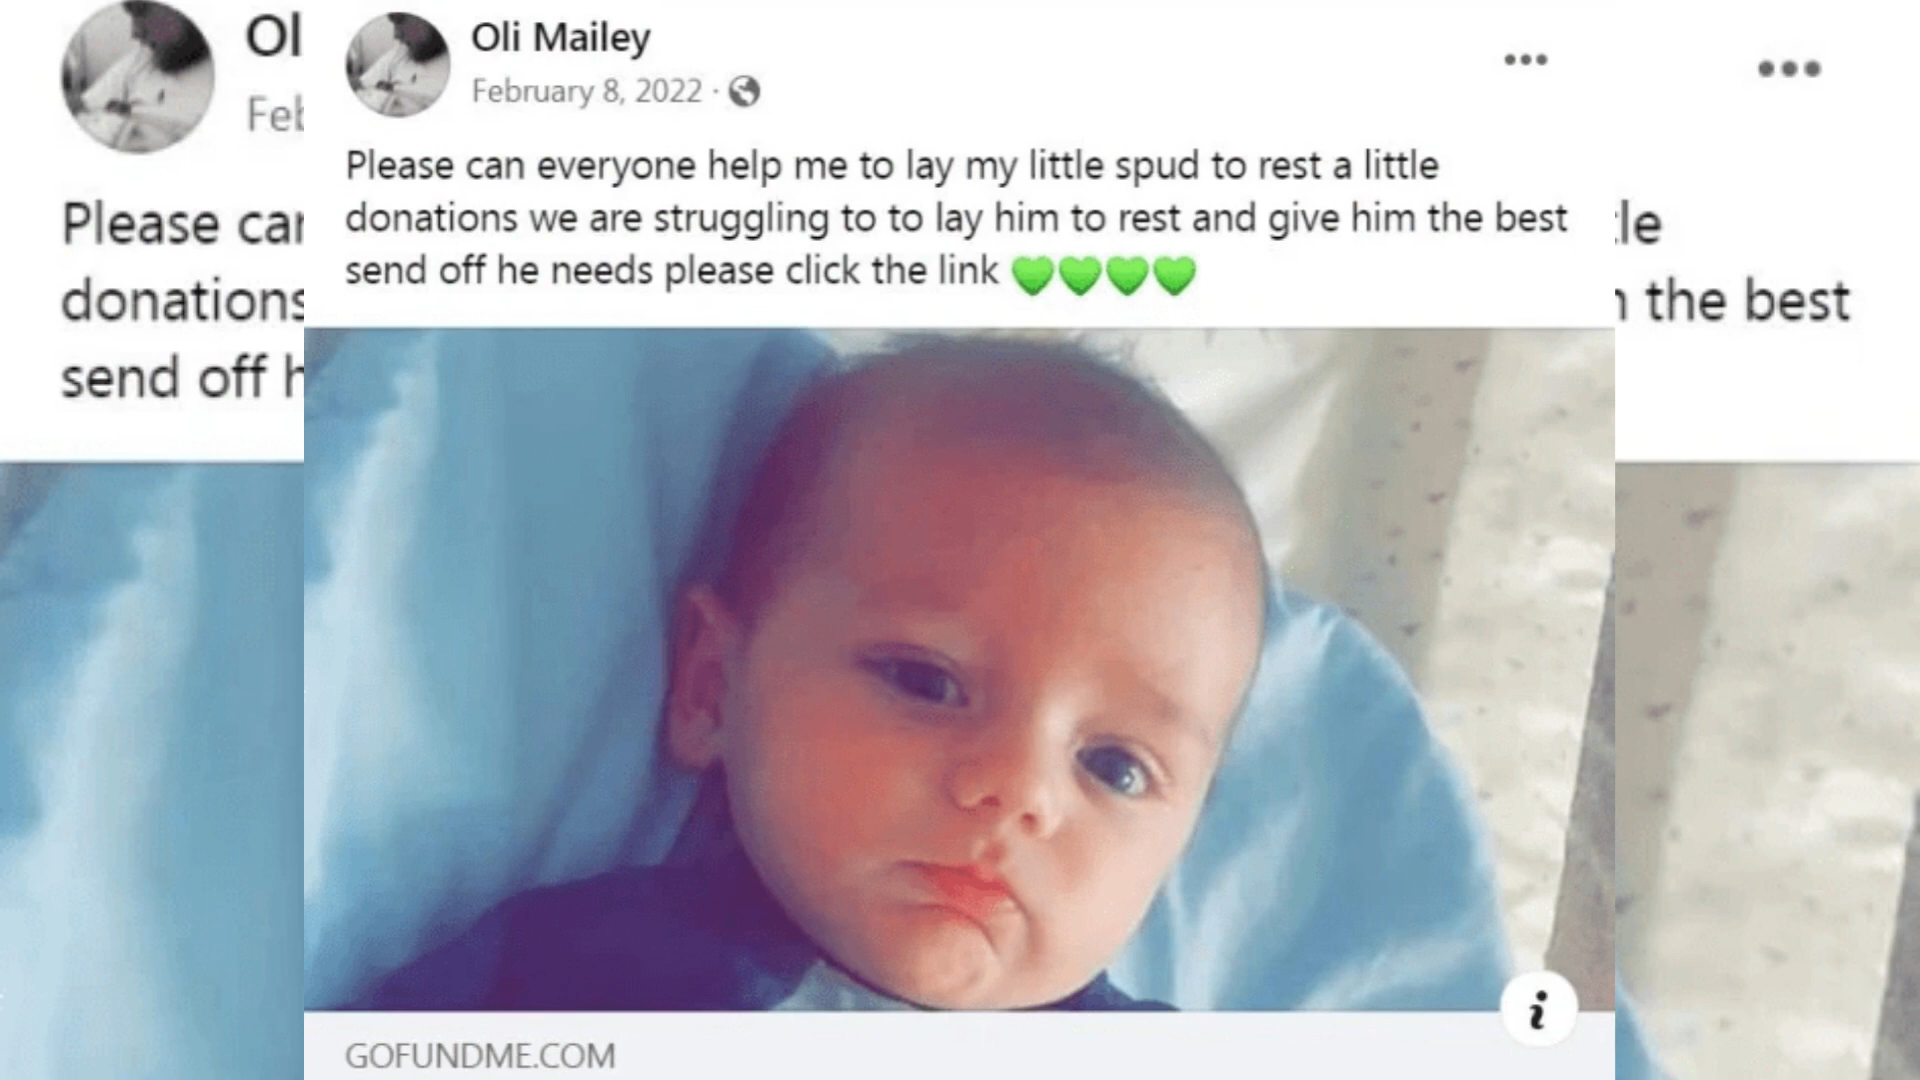 Oli Mailey
February 8, 2022
Please can everyone help me to lay my little spud to rest a little
donations we are struggling to to lay him to rest and give him the best
send off he needs please click the link 💚💚💚💚
i
GOFUNDME.COM
Ol
Feb
Please can
donations
send off h
le
the best